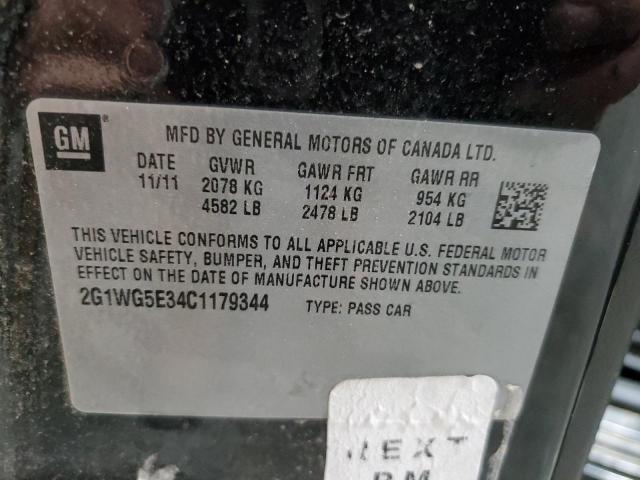 GM
MFD BY GENERAL MOTORS OF CANADA LTD.
DATE GVWR GAWR FRT GAWR RR
11/11 2078 KG 1124 KG 954 KG
4582 LB 2478 LB 2104 LB
THIS VEHICLE CONFORMS TO ALL APPLICABLE U.S. FEDERAL MOTOR
VEHICLE SAFETY, BUMPER, AND THEFT PREVENTION STANDARDS IN
EFFECT ON THE DATE OF MANUFACTURE SHOWN ABOVE.
2G1WG5E34C1179344 TYPE: PASS CAR
NEXT